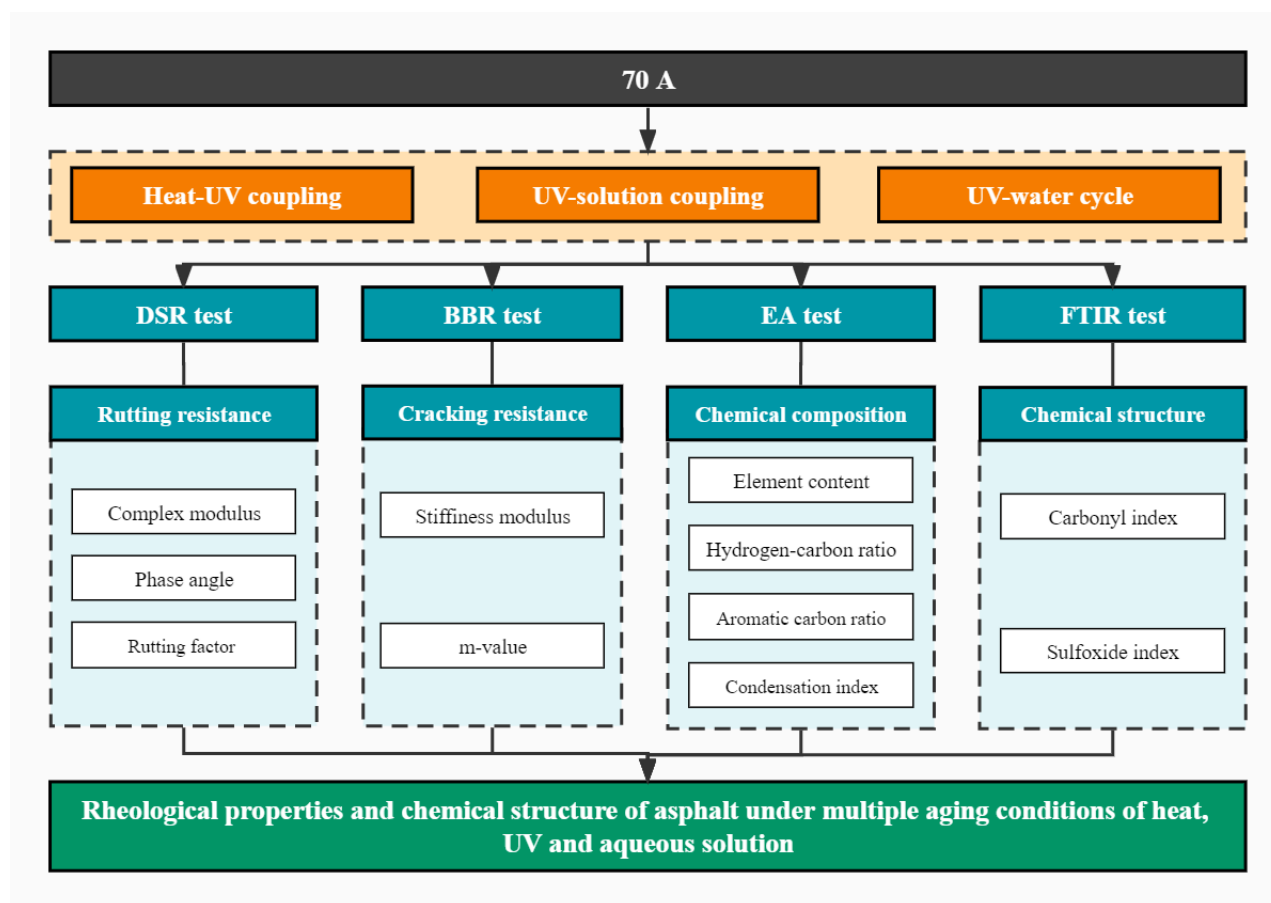 70 A
Heat-UV coupling
UV-solution coupling
UV-water cycle
DSR test
BBR test
EA test
FTIR test
Rutting resistance
Cracking resistance
Chemical composition
Chemical structure
Complex modulus
Phase angle
Rutting factor
Stiffiness modulus
m-value
Element content
Hydrogen-carbon ratio
Aromatic carbon ratio
Condensation index
Carbonyl index
Sulfoxide index
Rheological properties and chemical structure of asphalt under multiple aging conditions of heat,
UV and aqueous solution